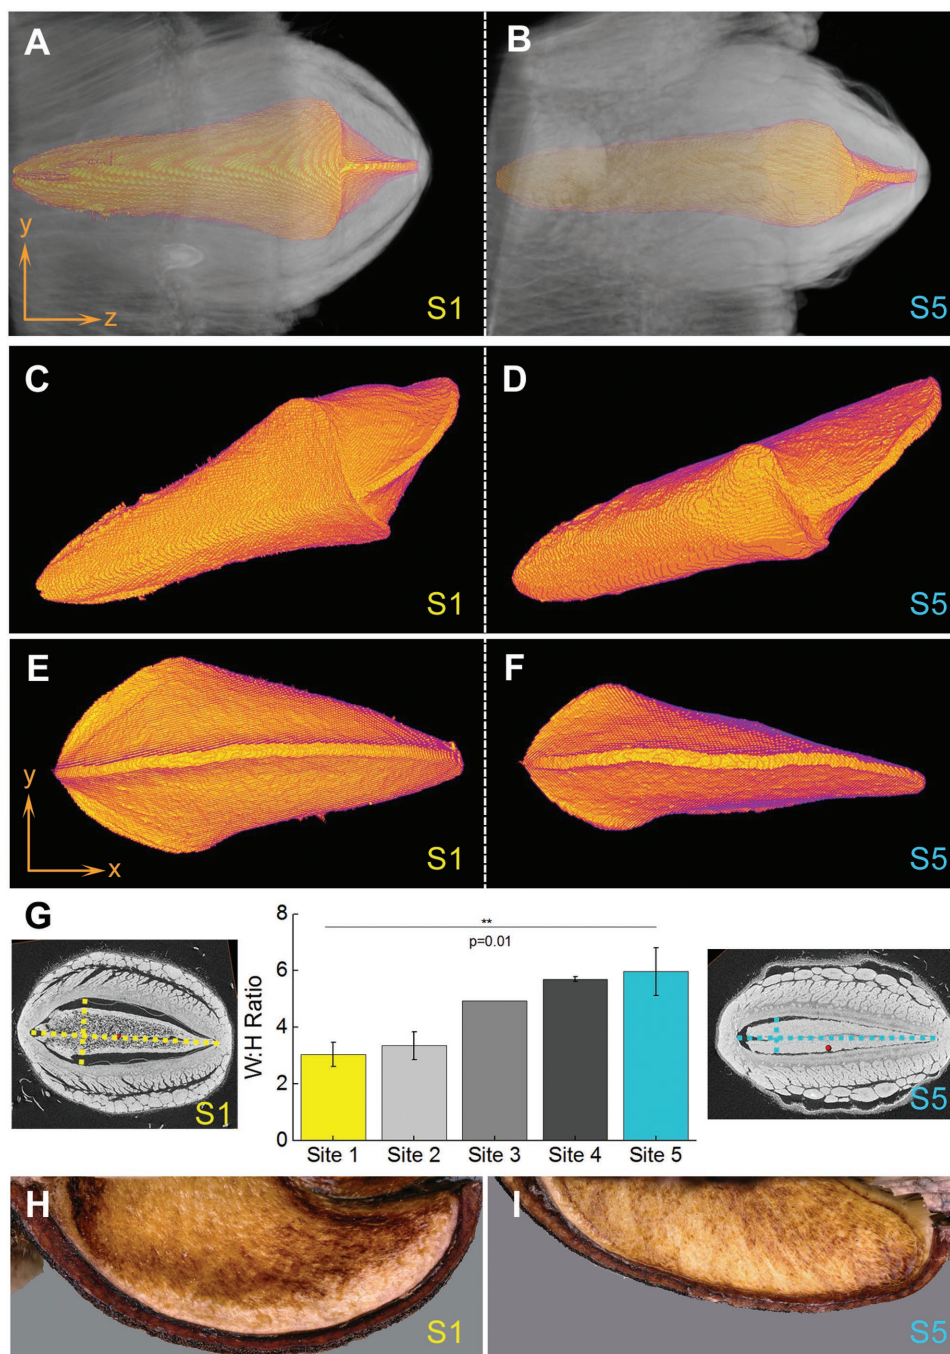 A
B
y
z
S1
S5
C
D
S1
S5
E
F
y
x
S1
S5
G
8
6
4
2
0
W:H Ratio
**
p=0.01
Site 1 Site 2 Site 3 Site 4 Site 5
S1
S5
H
I
S1
S5